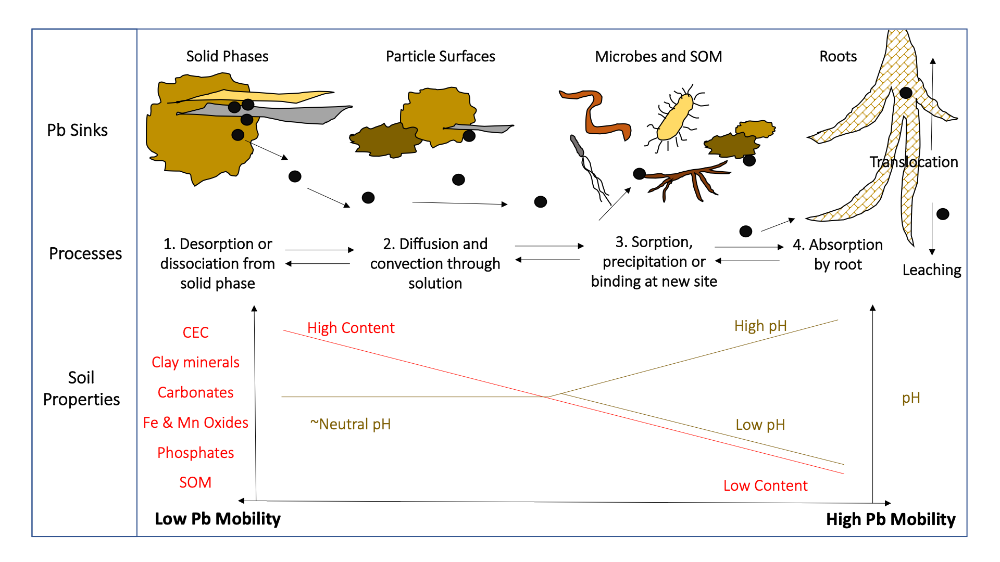 Solid Phases
Particle Surfaces
Microbes and SOM
Roots
Pb Sinks
Translocation
Processes
1. Desorption or
dissociation from
solid phase
2. Diffusion and
convection through
solution
3. Sorption,
precipitation or
binding at new site
4. Absorption
by root
Leaching
Soil
Properties
CEC
Clay minerals
Carbonates
Fe & Mn Oxides
Phosphates
SOM
High Content
~Neutral pH
High pH
Low pH
Low Content
pH
Low Pb Mobility
High Pb Mobility